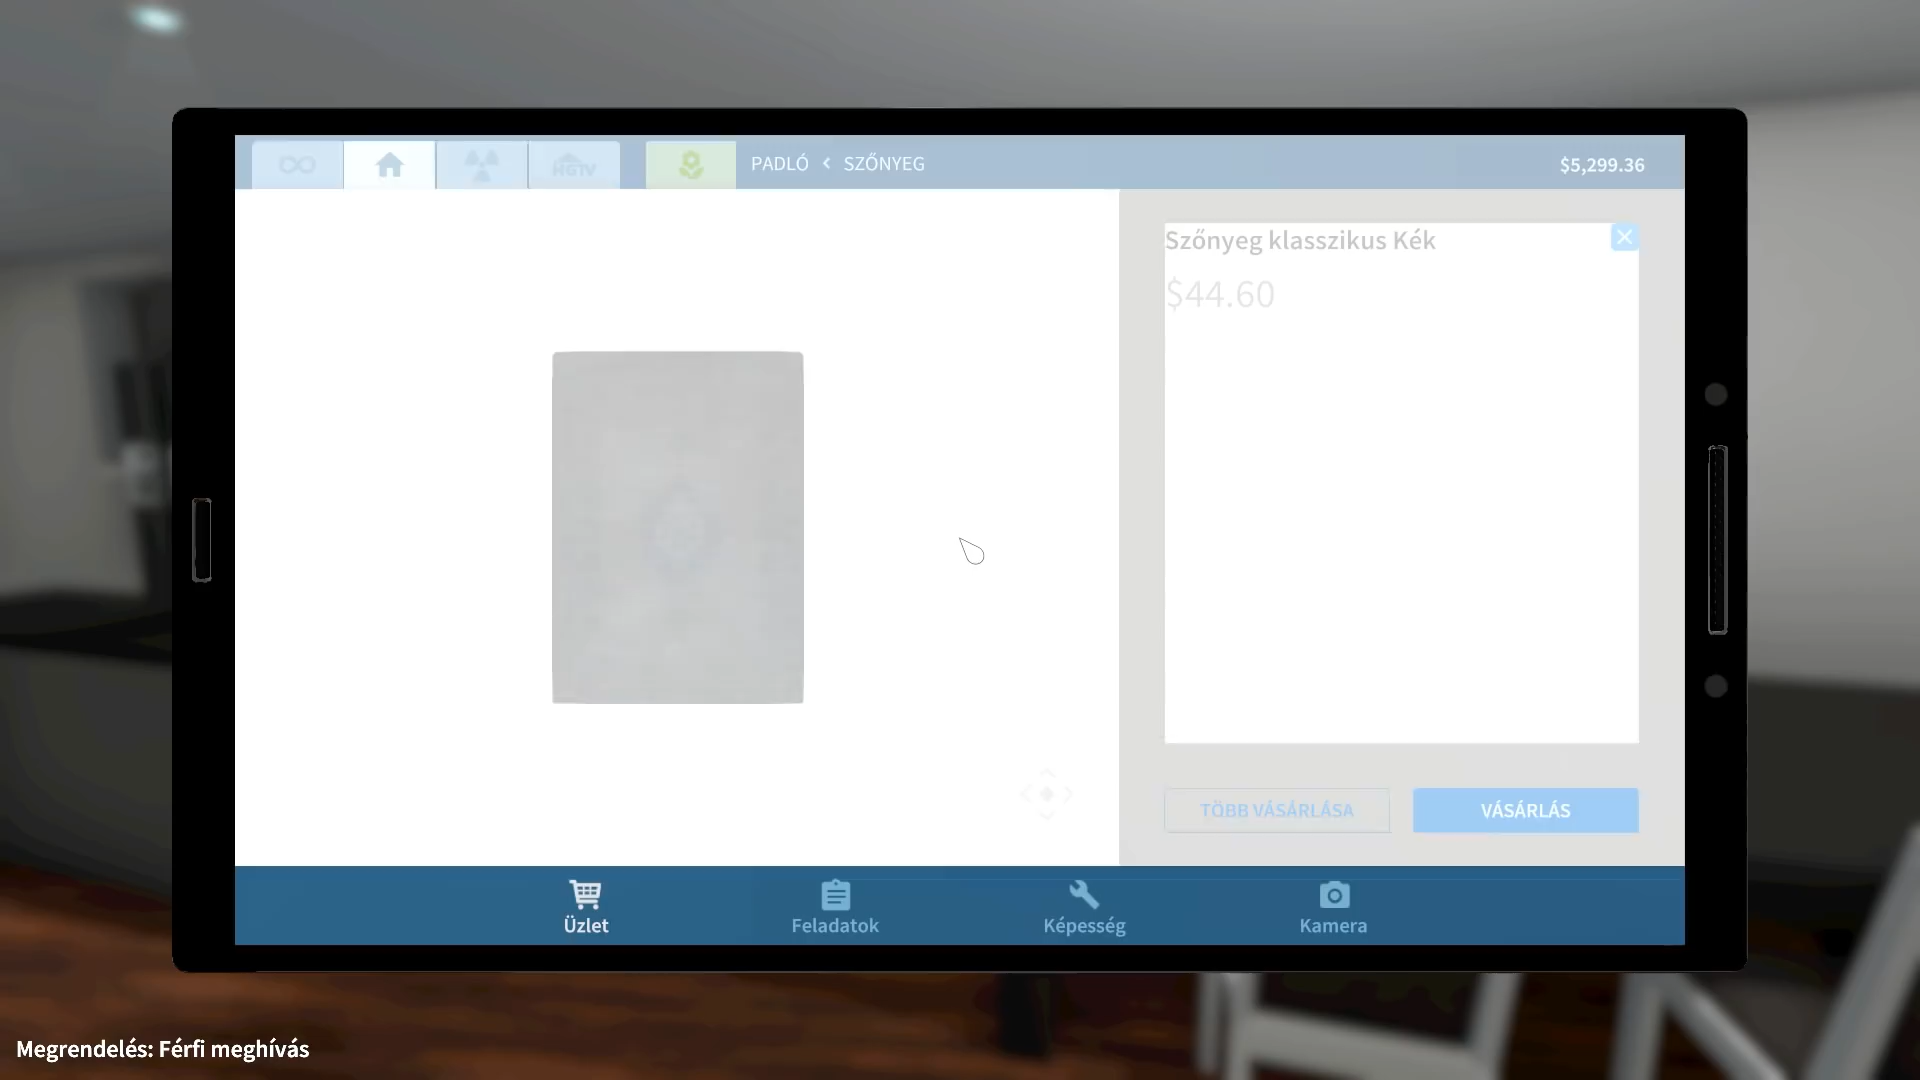 HGTV
PADLÓ < SZŐNYEG
$5,299.36
Szőnyeg klasszikus Kék
$44.60
TÖBB VÁSÁRLÁSA
VÁSÁRLÁS
Üzlet
Feladatok
Képesség
Kamera
Megrendelés: Férfi meghívás